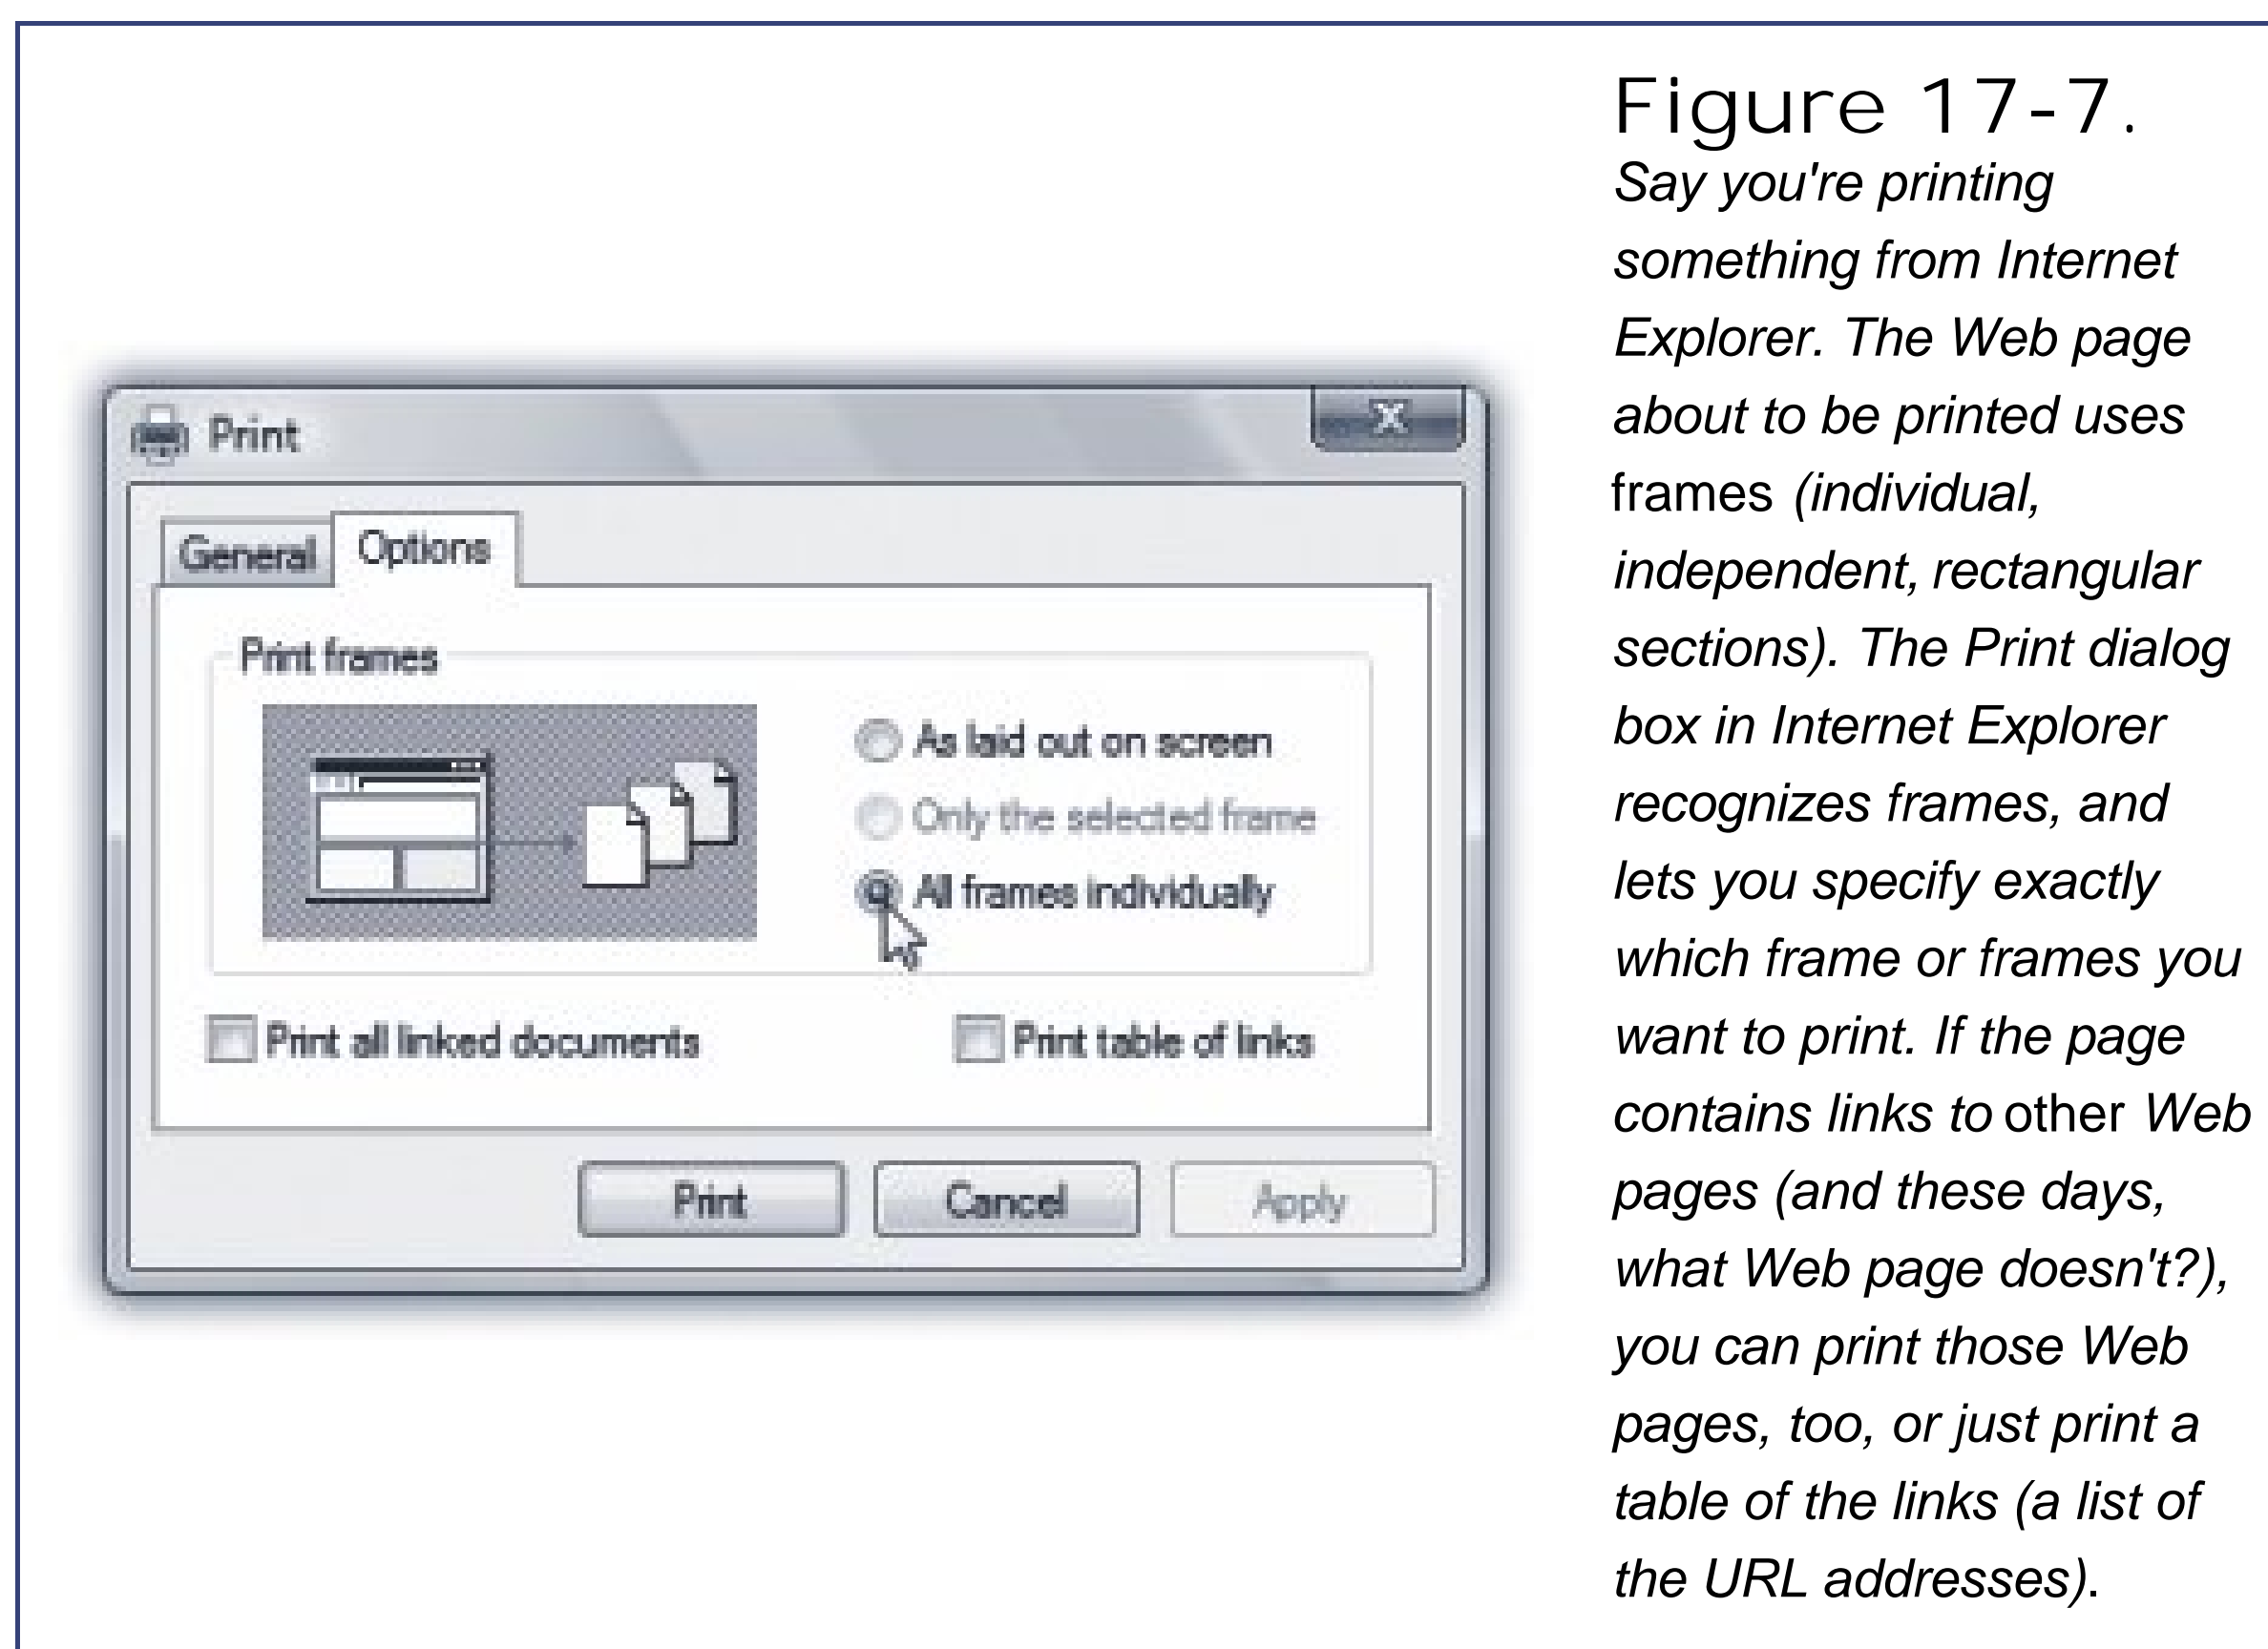 Figure 17-7.
Say you're printing
something from Internet
Explorer. The Web page
about to be printed uses
frames (individual,
independent, rectangular
sections). The Print dialog
box in Internet Explorer
recognizes frames, and
lets you specify exactly
which frame or frames you
want to print. If the page
contains links to other Web
pages (and these days,
what Web page doesn't?),
you can print those Web
pages, too, or just print a
table of the links (a list of
the URL addresses).
Print
General Options
Print frames
As laid out on screen
Only the selected frame
All frames individually
Print all linked documents Print table of links
Print Cancel Apply